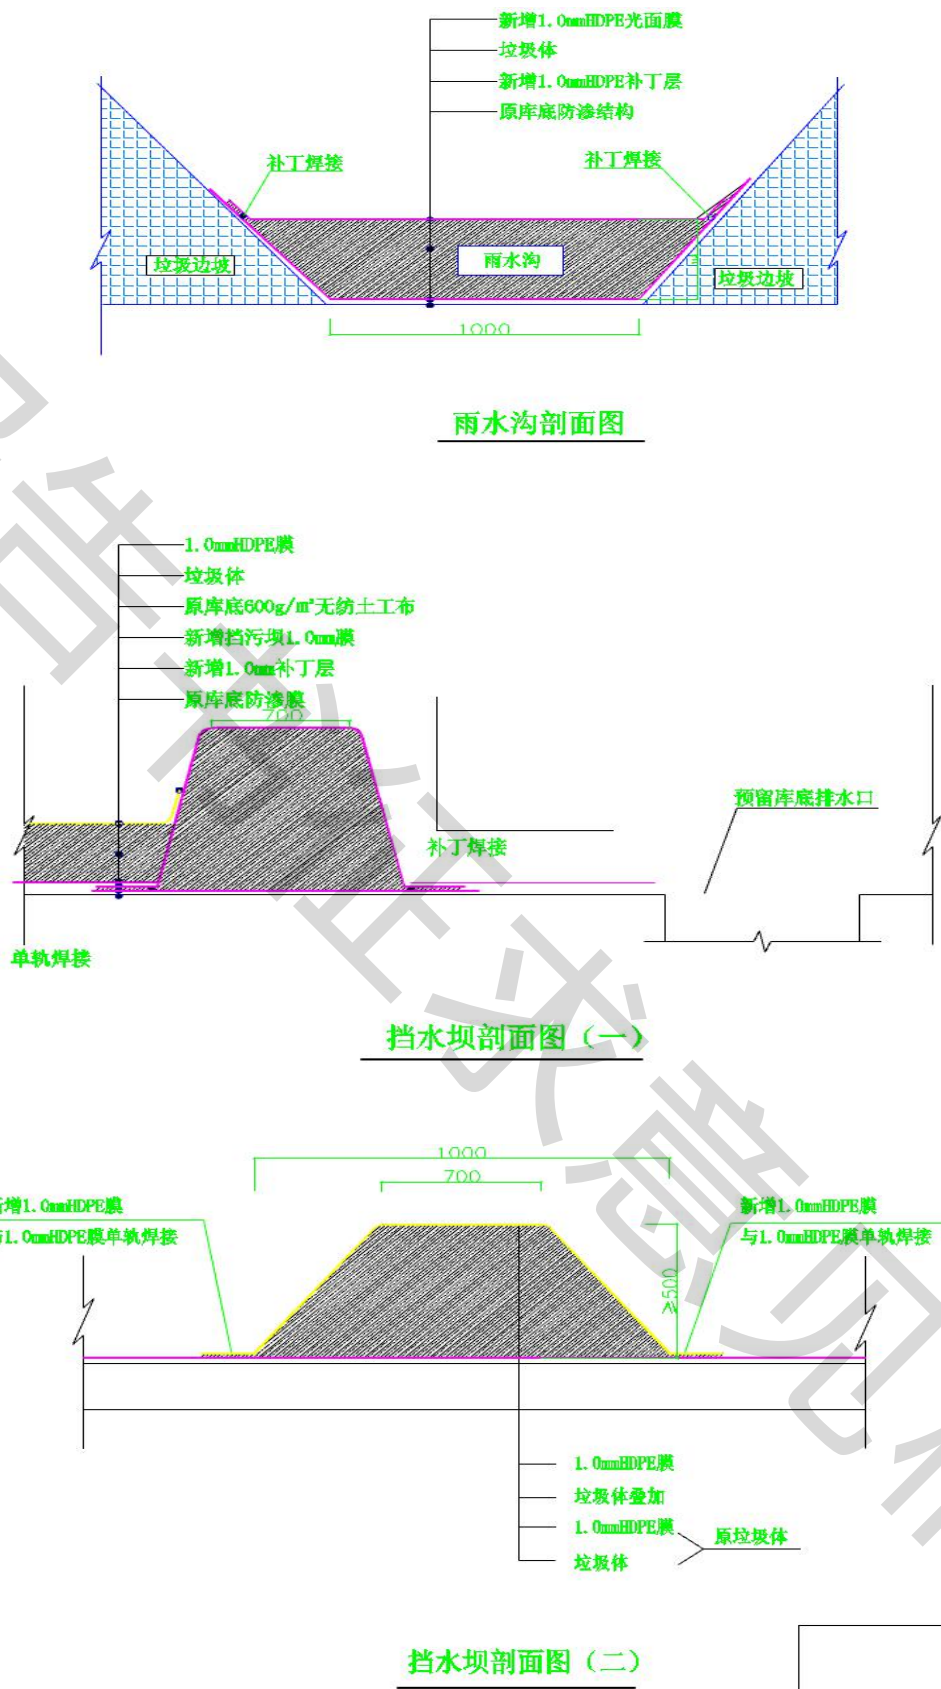 新增1.0mmHDPE光面膜
垃圾体
新增1.0mmHDPE补丁层
原库底防渗结构
补丁焊接
补丁焊接
雨水沟
垃圾边坡
垃圾边坡
1000
雨水沟剖面图
1.0mmHDPE膜
垃圾体
原库底600g/m²无纺土工布
新增挡污坝1.0mm膜
新增1.0mm补丁层
原库底防渗膜
700
预留库底排水口
补丁焊接
单轨焊接
挡水坝剖面图（一）
1000
700
增1.0mmHDPE膜
1.0mmHDPE膜单轨焊接
新增1.0mmHDPE膜
与1.0mmHDPE膜单轨焊接
≥500
1.0mmHDPE膜
垃圾体叠加
1.0mmHDPE膜
原垃圾体
垃圾体
挡水坝剖面图（二）
告书征求意见